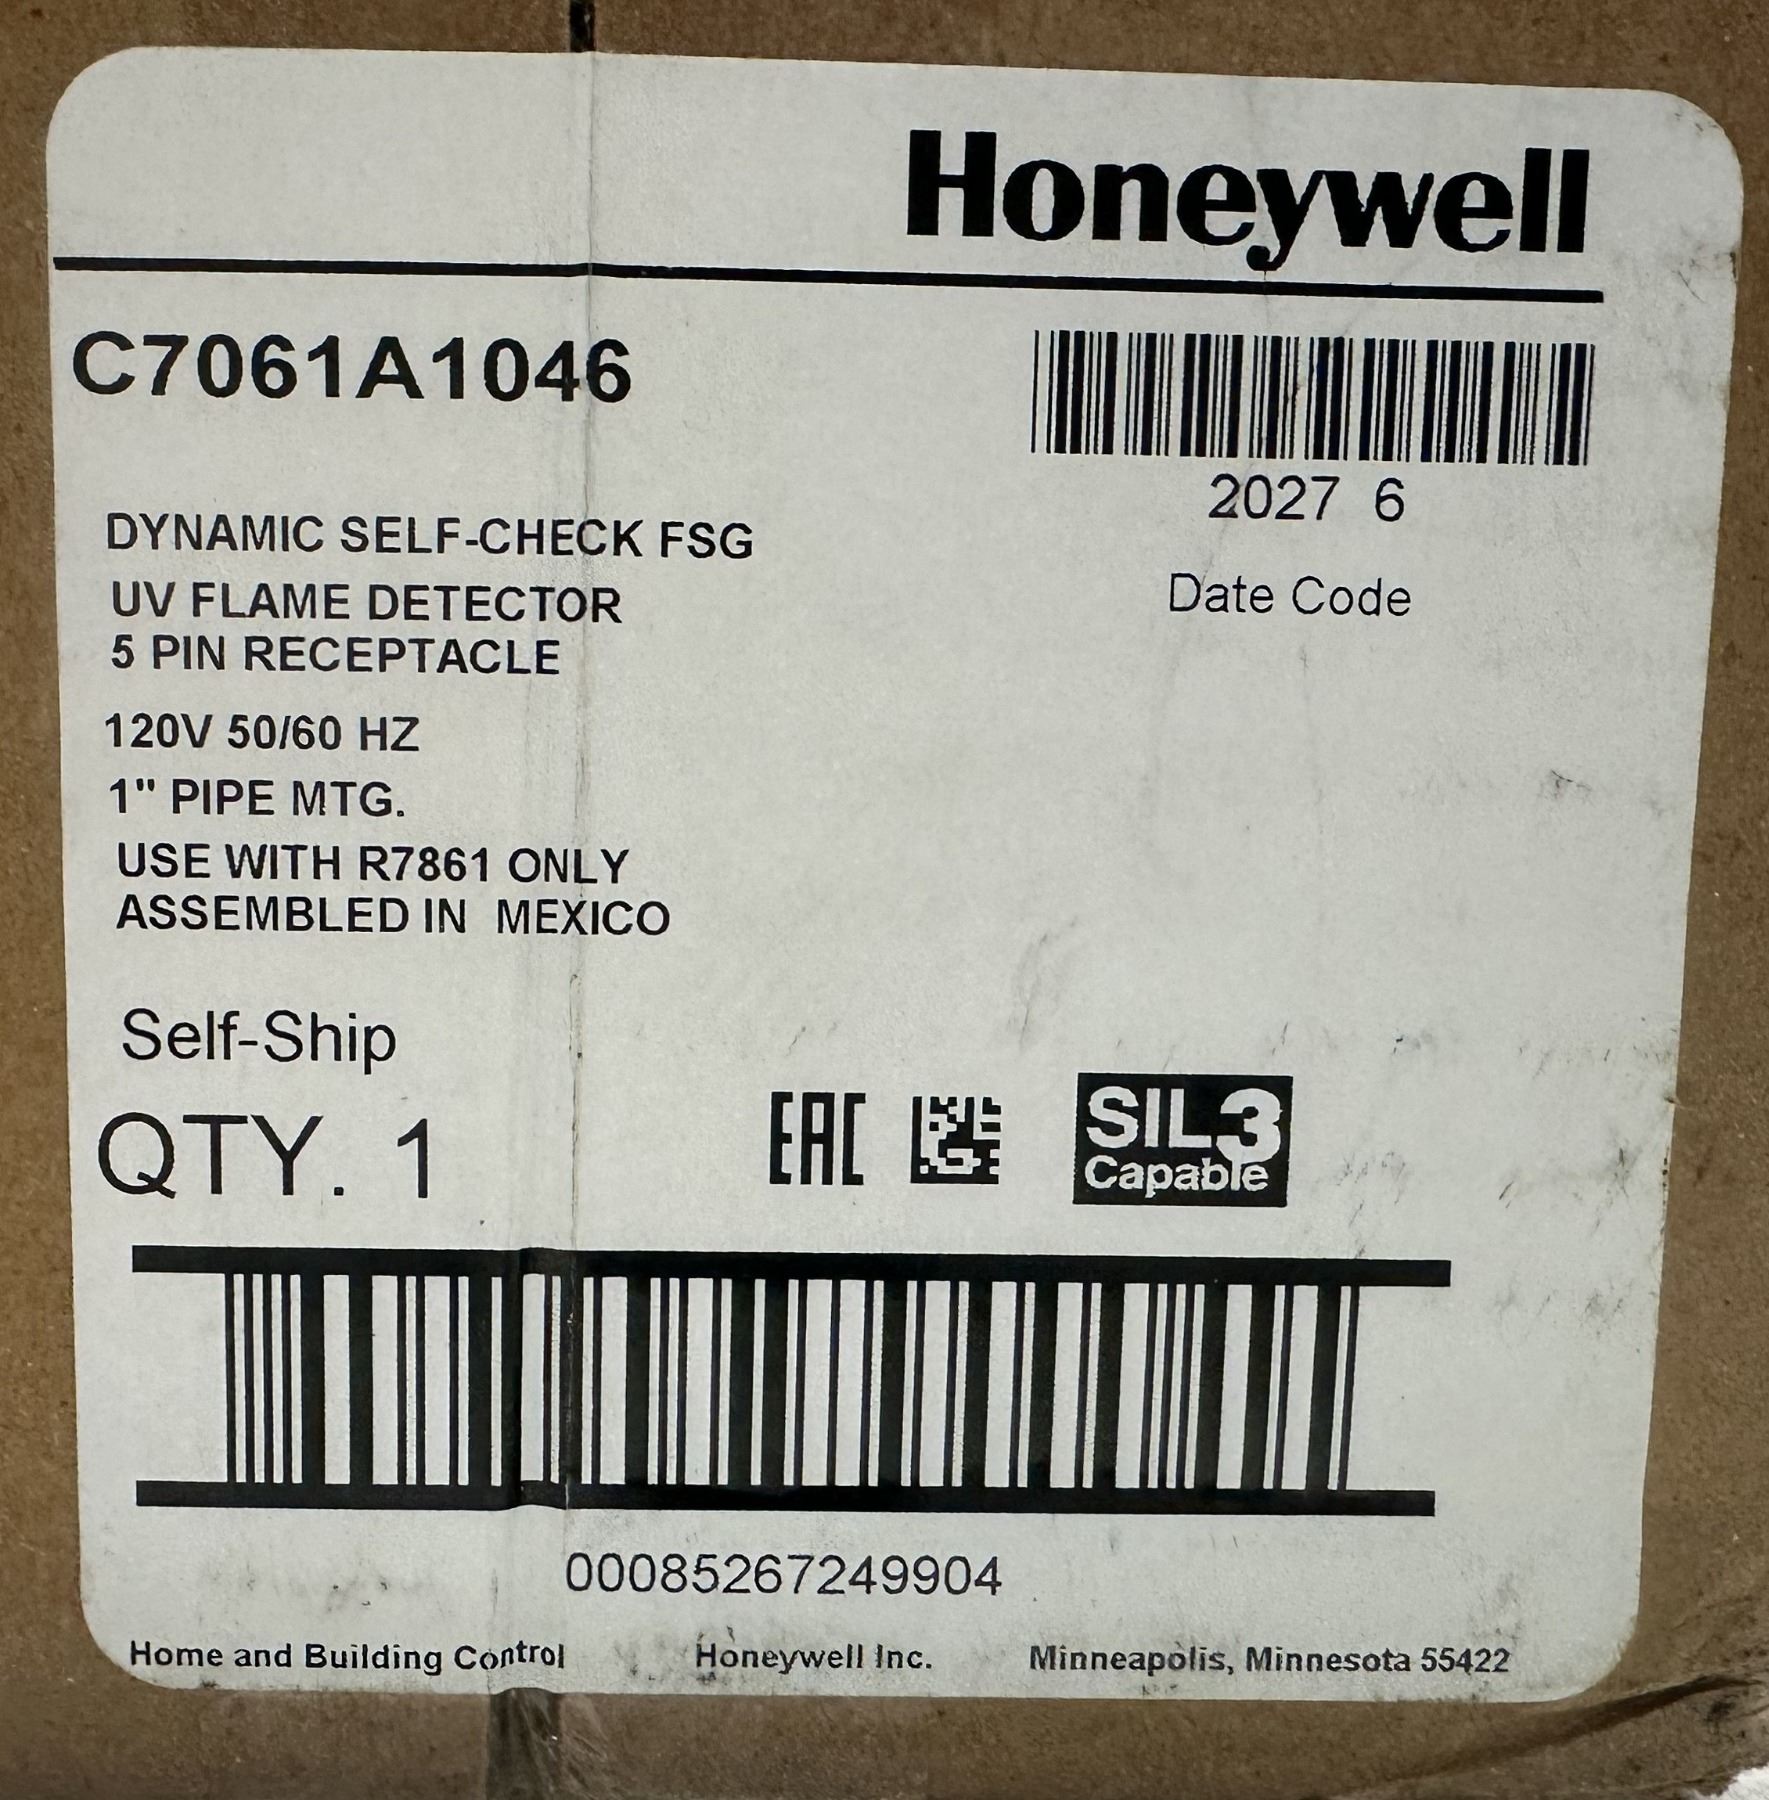 Honeywell
C7061A1046
2027 6
Date Code
DYNAMIC SELF-CHECK FSG
UV FLAME DETECTOR
5 PIN RECEPTACLE
120V 50/60 HZ
1" PIPE MTG.
USE WITH R7861 ONLY
ASSEMBLED IN MEXICO
Self-Ship
QTY. 1
EAC
SIL3
Capable
00085267249904
Home and Building Control Honeywell Inc. Minneapolis, Minnesota 55422